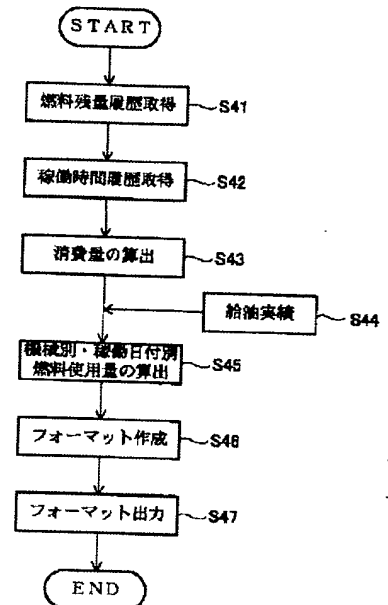 START
燃料残量履歴取得
S41
稼働時間履歴取得
S42
消費量の算出
S43
給油実績
S44
機械別・稼働日付別
燃料使用量の算出
S45
フォーマット作成
S46
フォーマット出力
S47
END